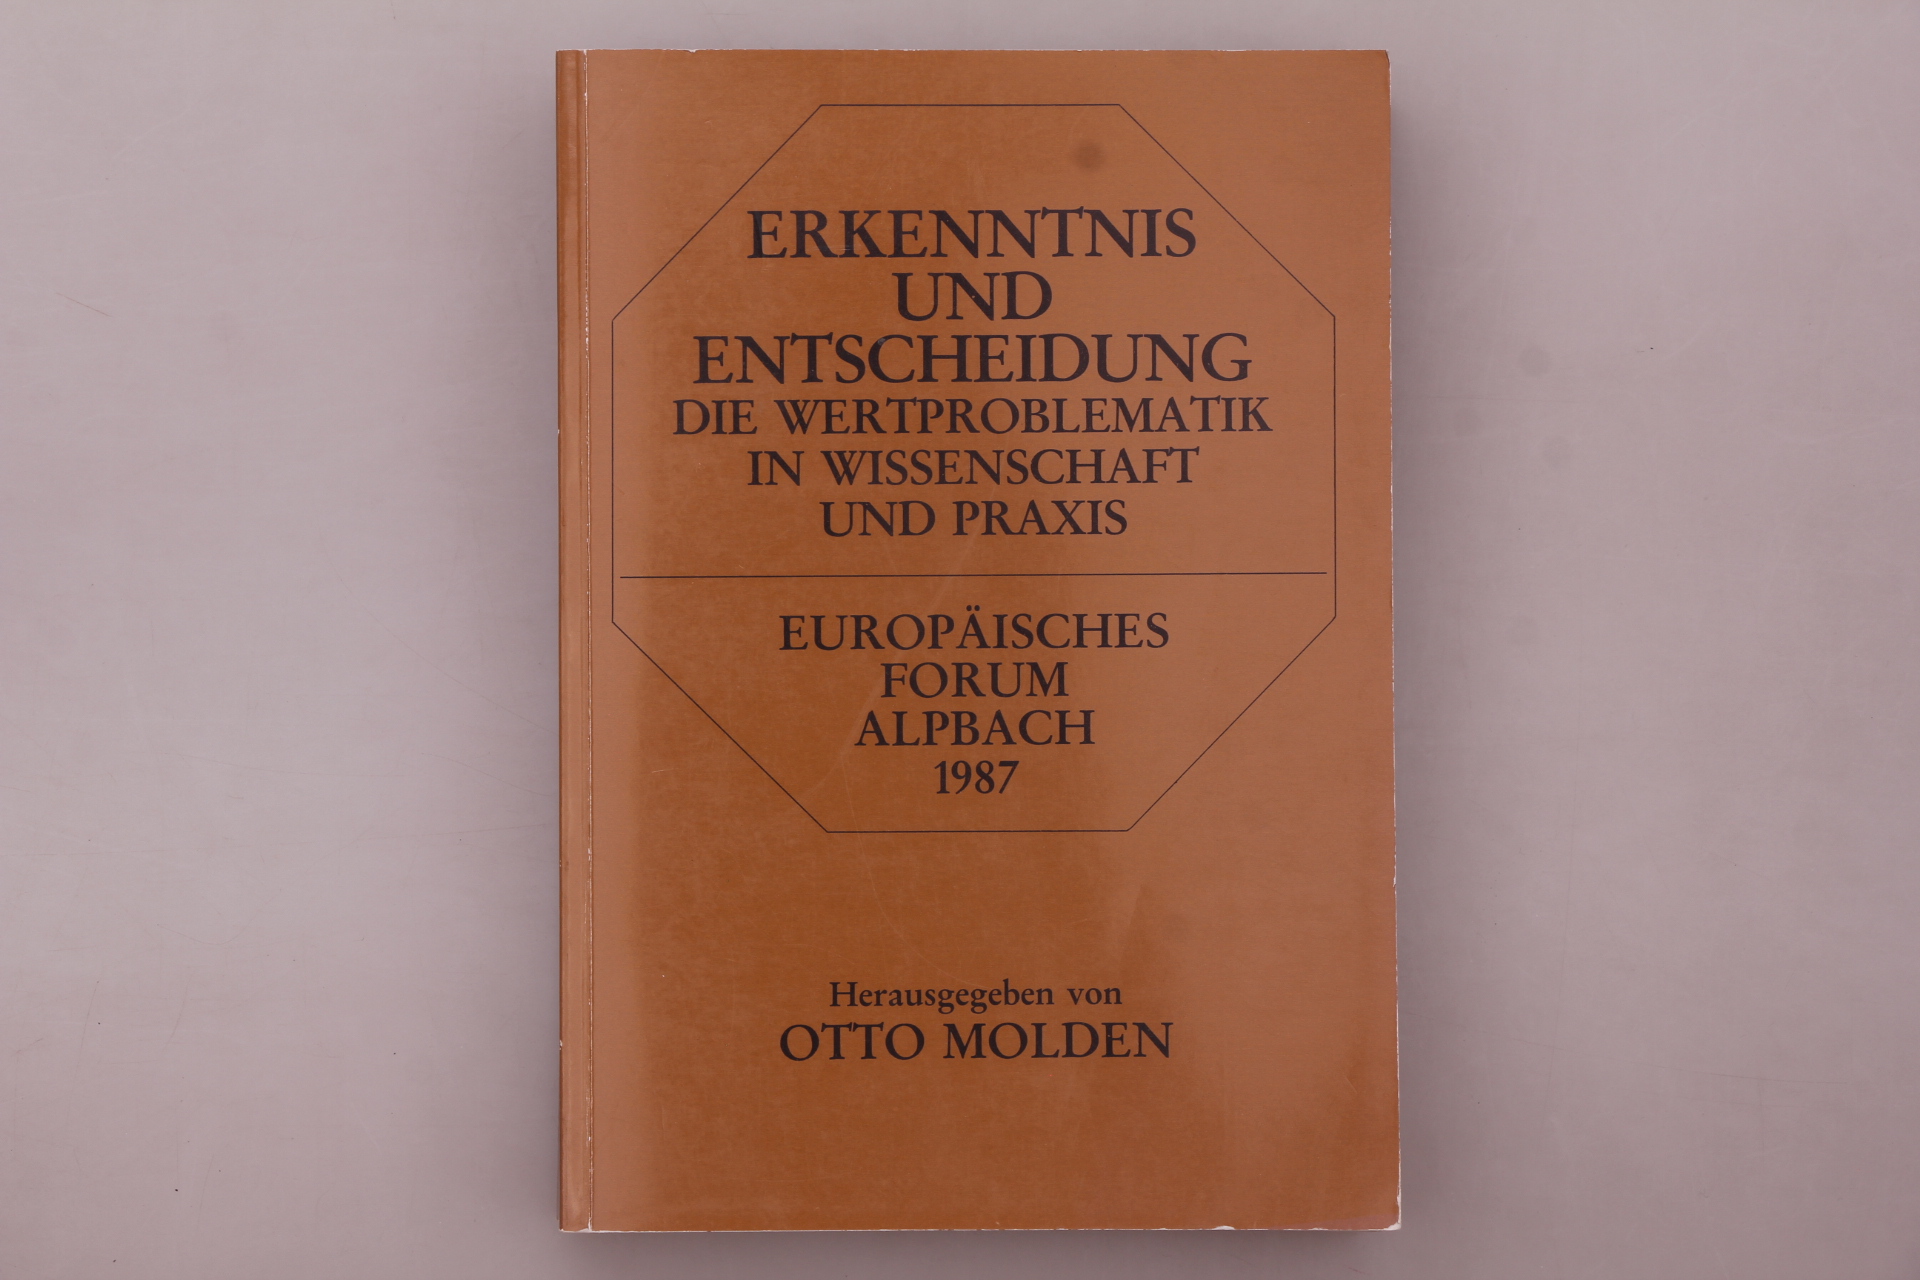 ERKENNTNIS
UND
ENTSCHEIDUNG
DIE WERTPROBLEMATIK
IN WISSENSCHAFT
UND PRAXIS
EUROPÄISCHES
FORUM
ALPBACH
1987
Herausgegeben von
OTTO MOLDEN